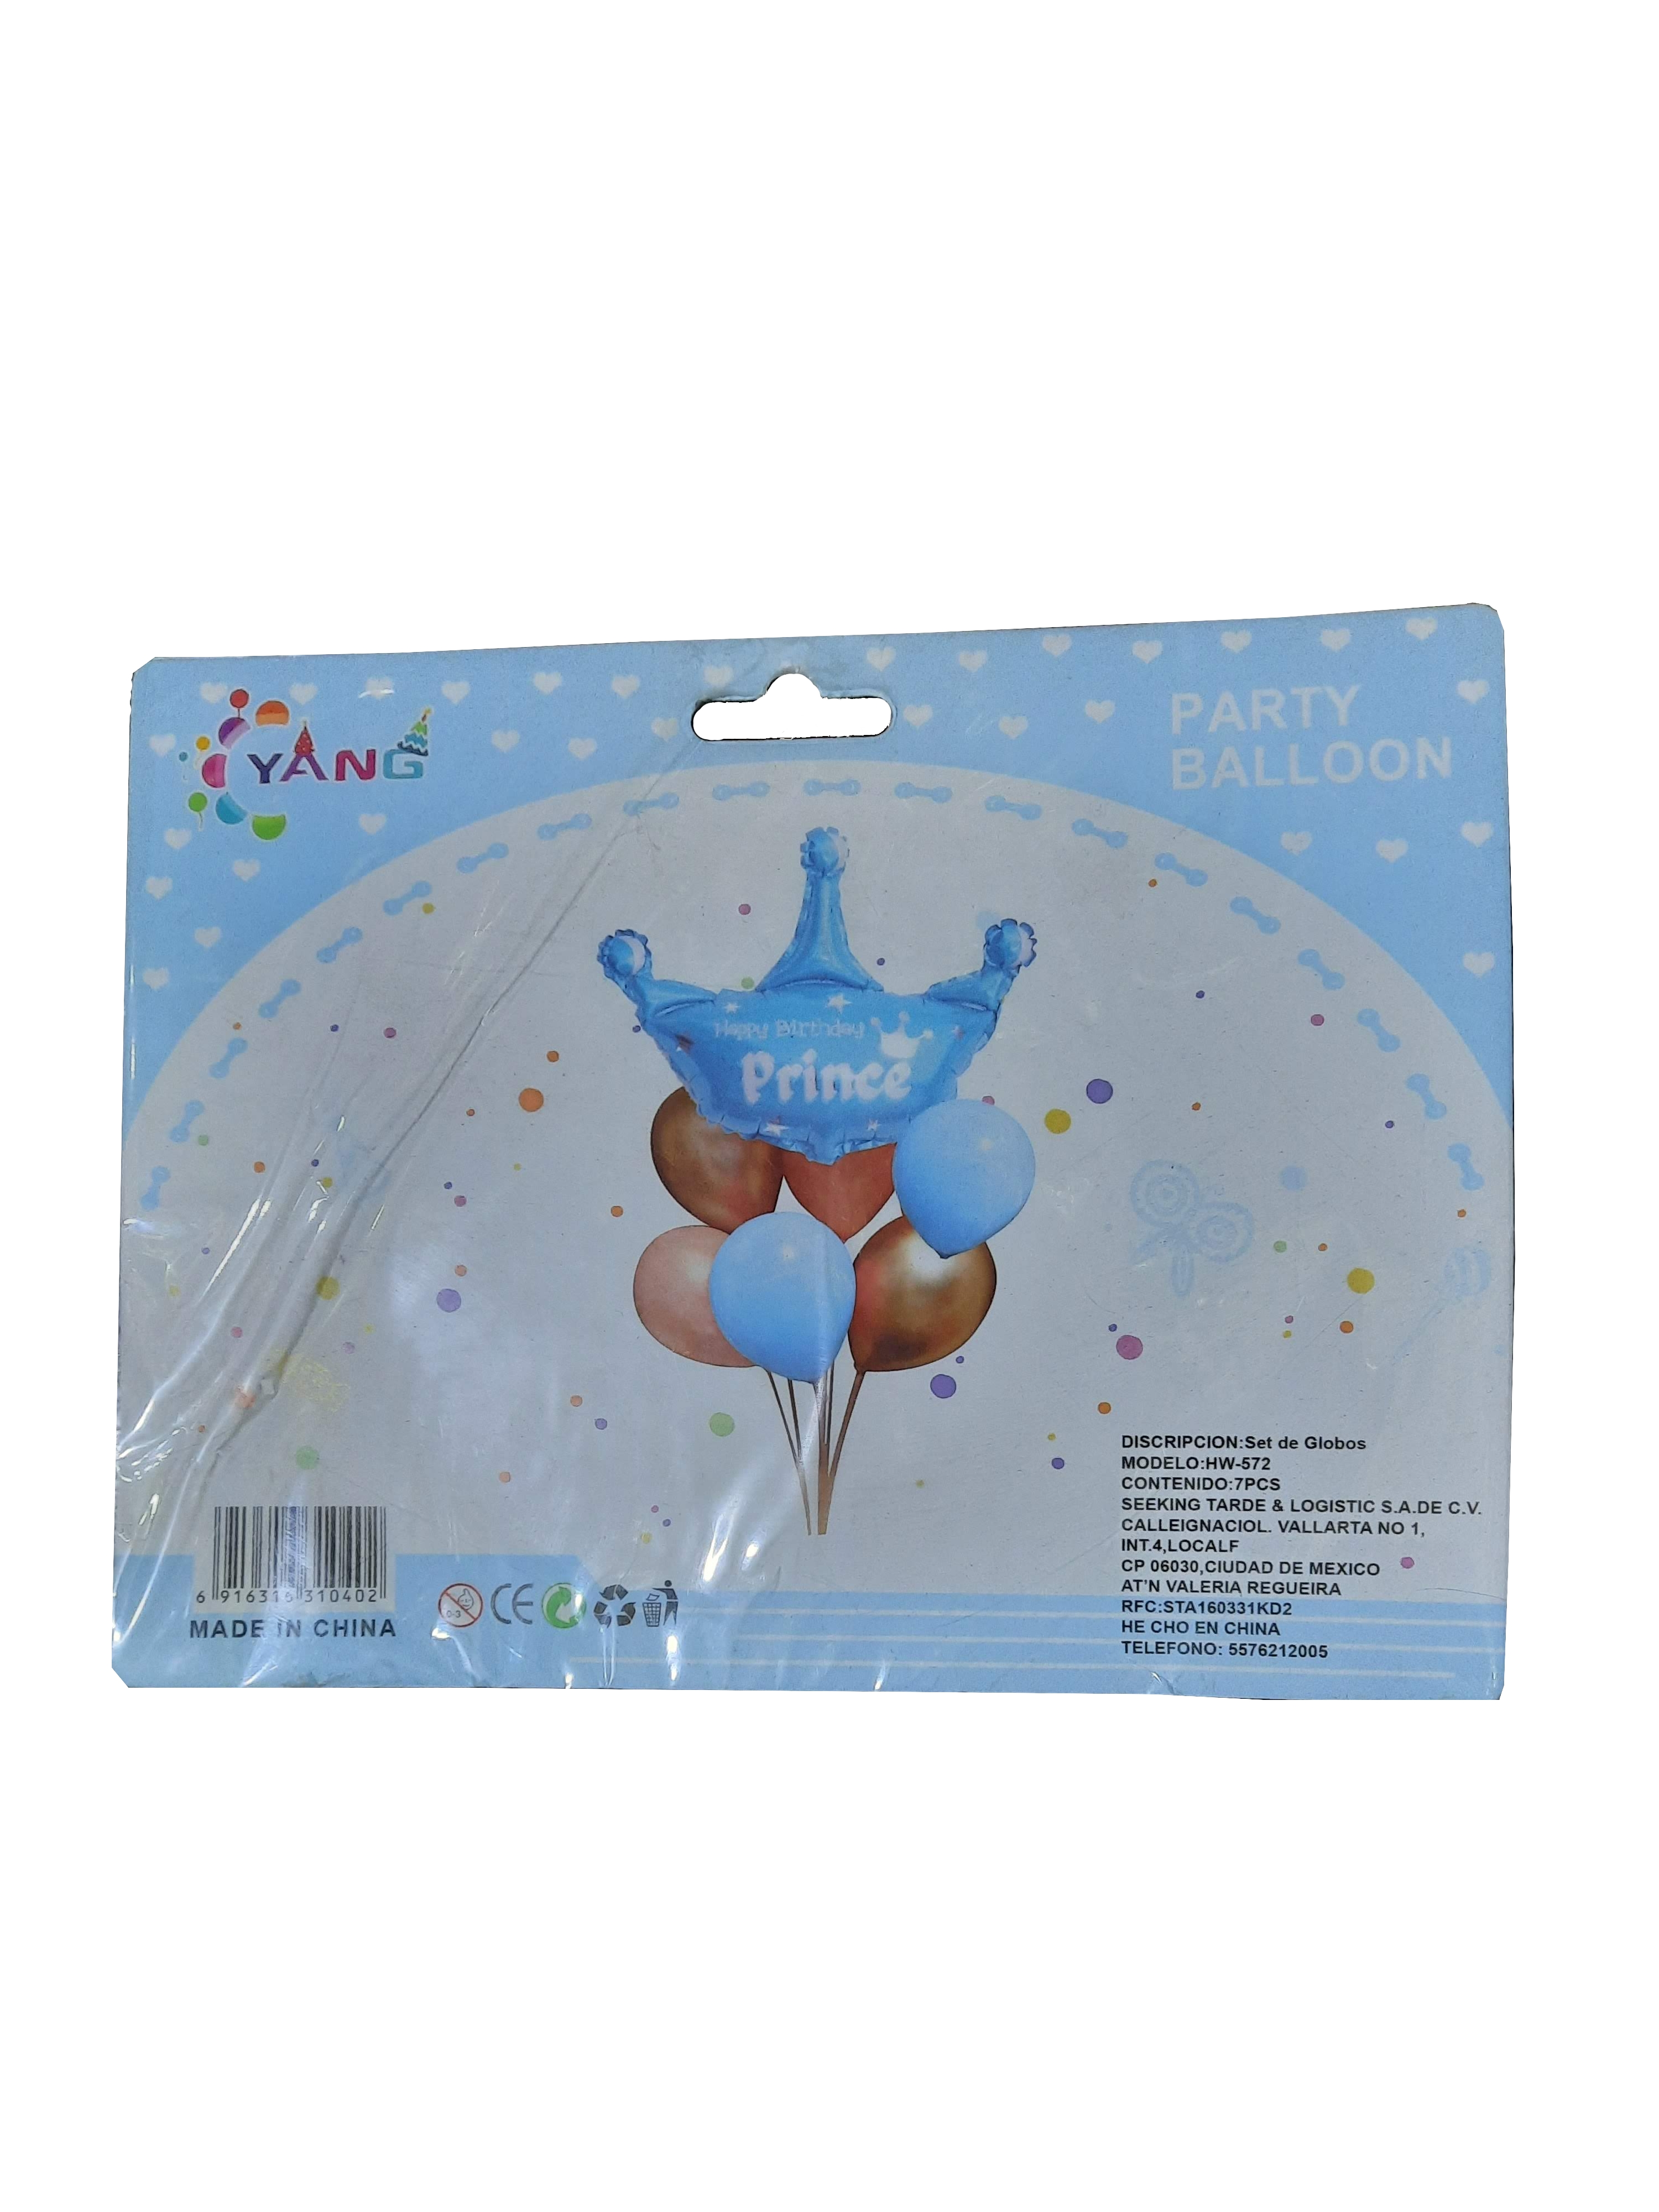 YANG
PARTY
BALLOON
Happy Birthday
Prince
DISCRIPCION:Set de Globos
MODELO:HW-572
CONTENIDO:7PCS
SEEKING TARDE & LOGISTIC S.A.DE C.V.
CALLEIGNACIOL. VALLARTA NO 1,
INT.4,LOCALF
CP 06030,CIUDAD DE MEXICO
AT'N VALERIA REGUEIRA
RFC:STA160331KD2
HE CHO EN CHINA
TELEFONO: 5576212005
6 916316 310402
MADE IN CHINA
0-3
CE